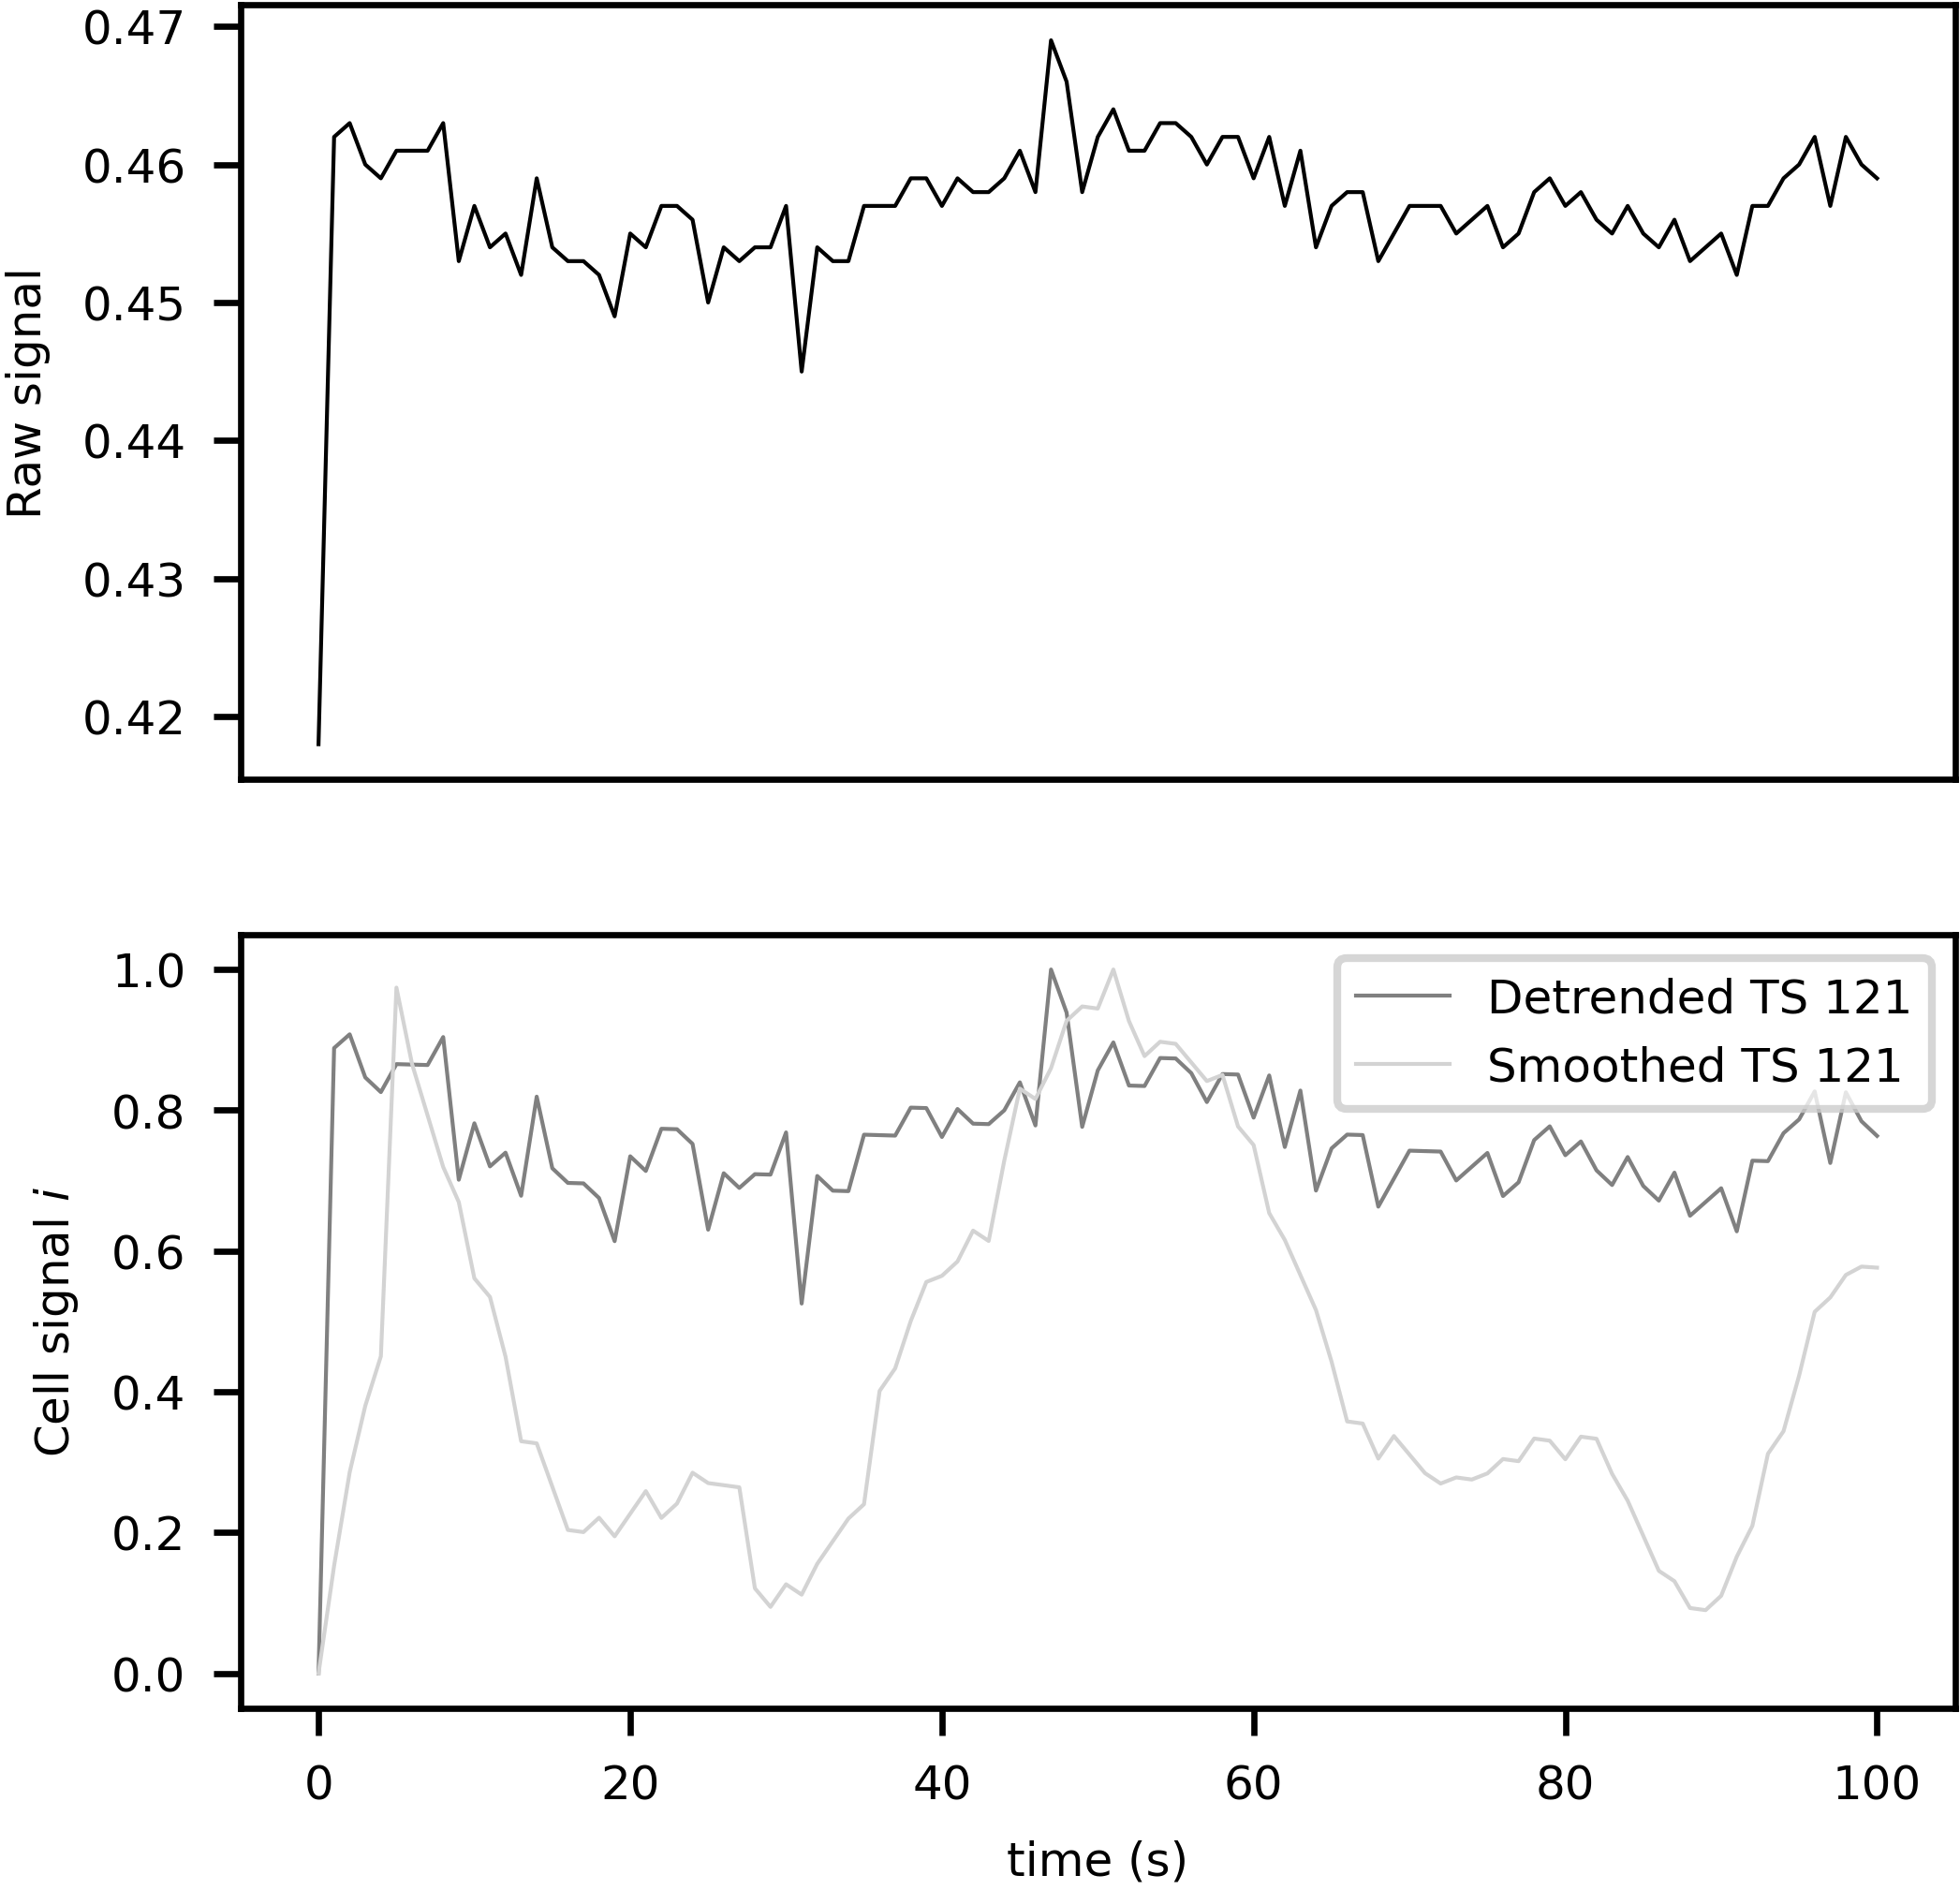 0.47
0.46
0.45
0.44
0.43
0.42
Raw signal
1.0
0.8
0.6
0.4
0.2
0.0
Cell signal i
Detrended TS 121
Smoothed TS 121
0 20 40 60 80 100
time (s)